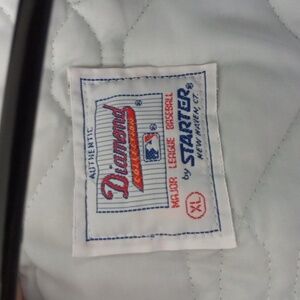 AUTHENTIC
Diamond
COLLECTION
MAJOR LEAGUE BASEBALL
by STARTER®
NEW HAVEN, CT.
XL